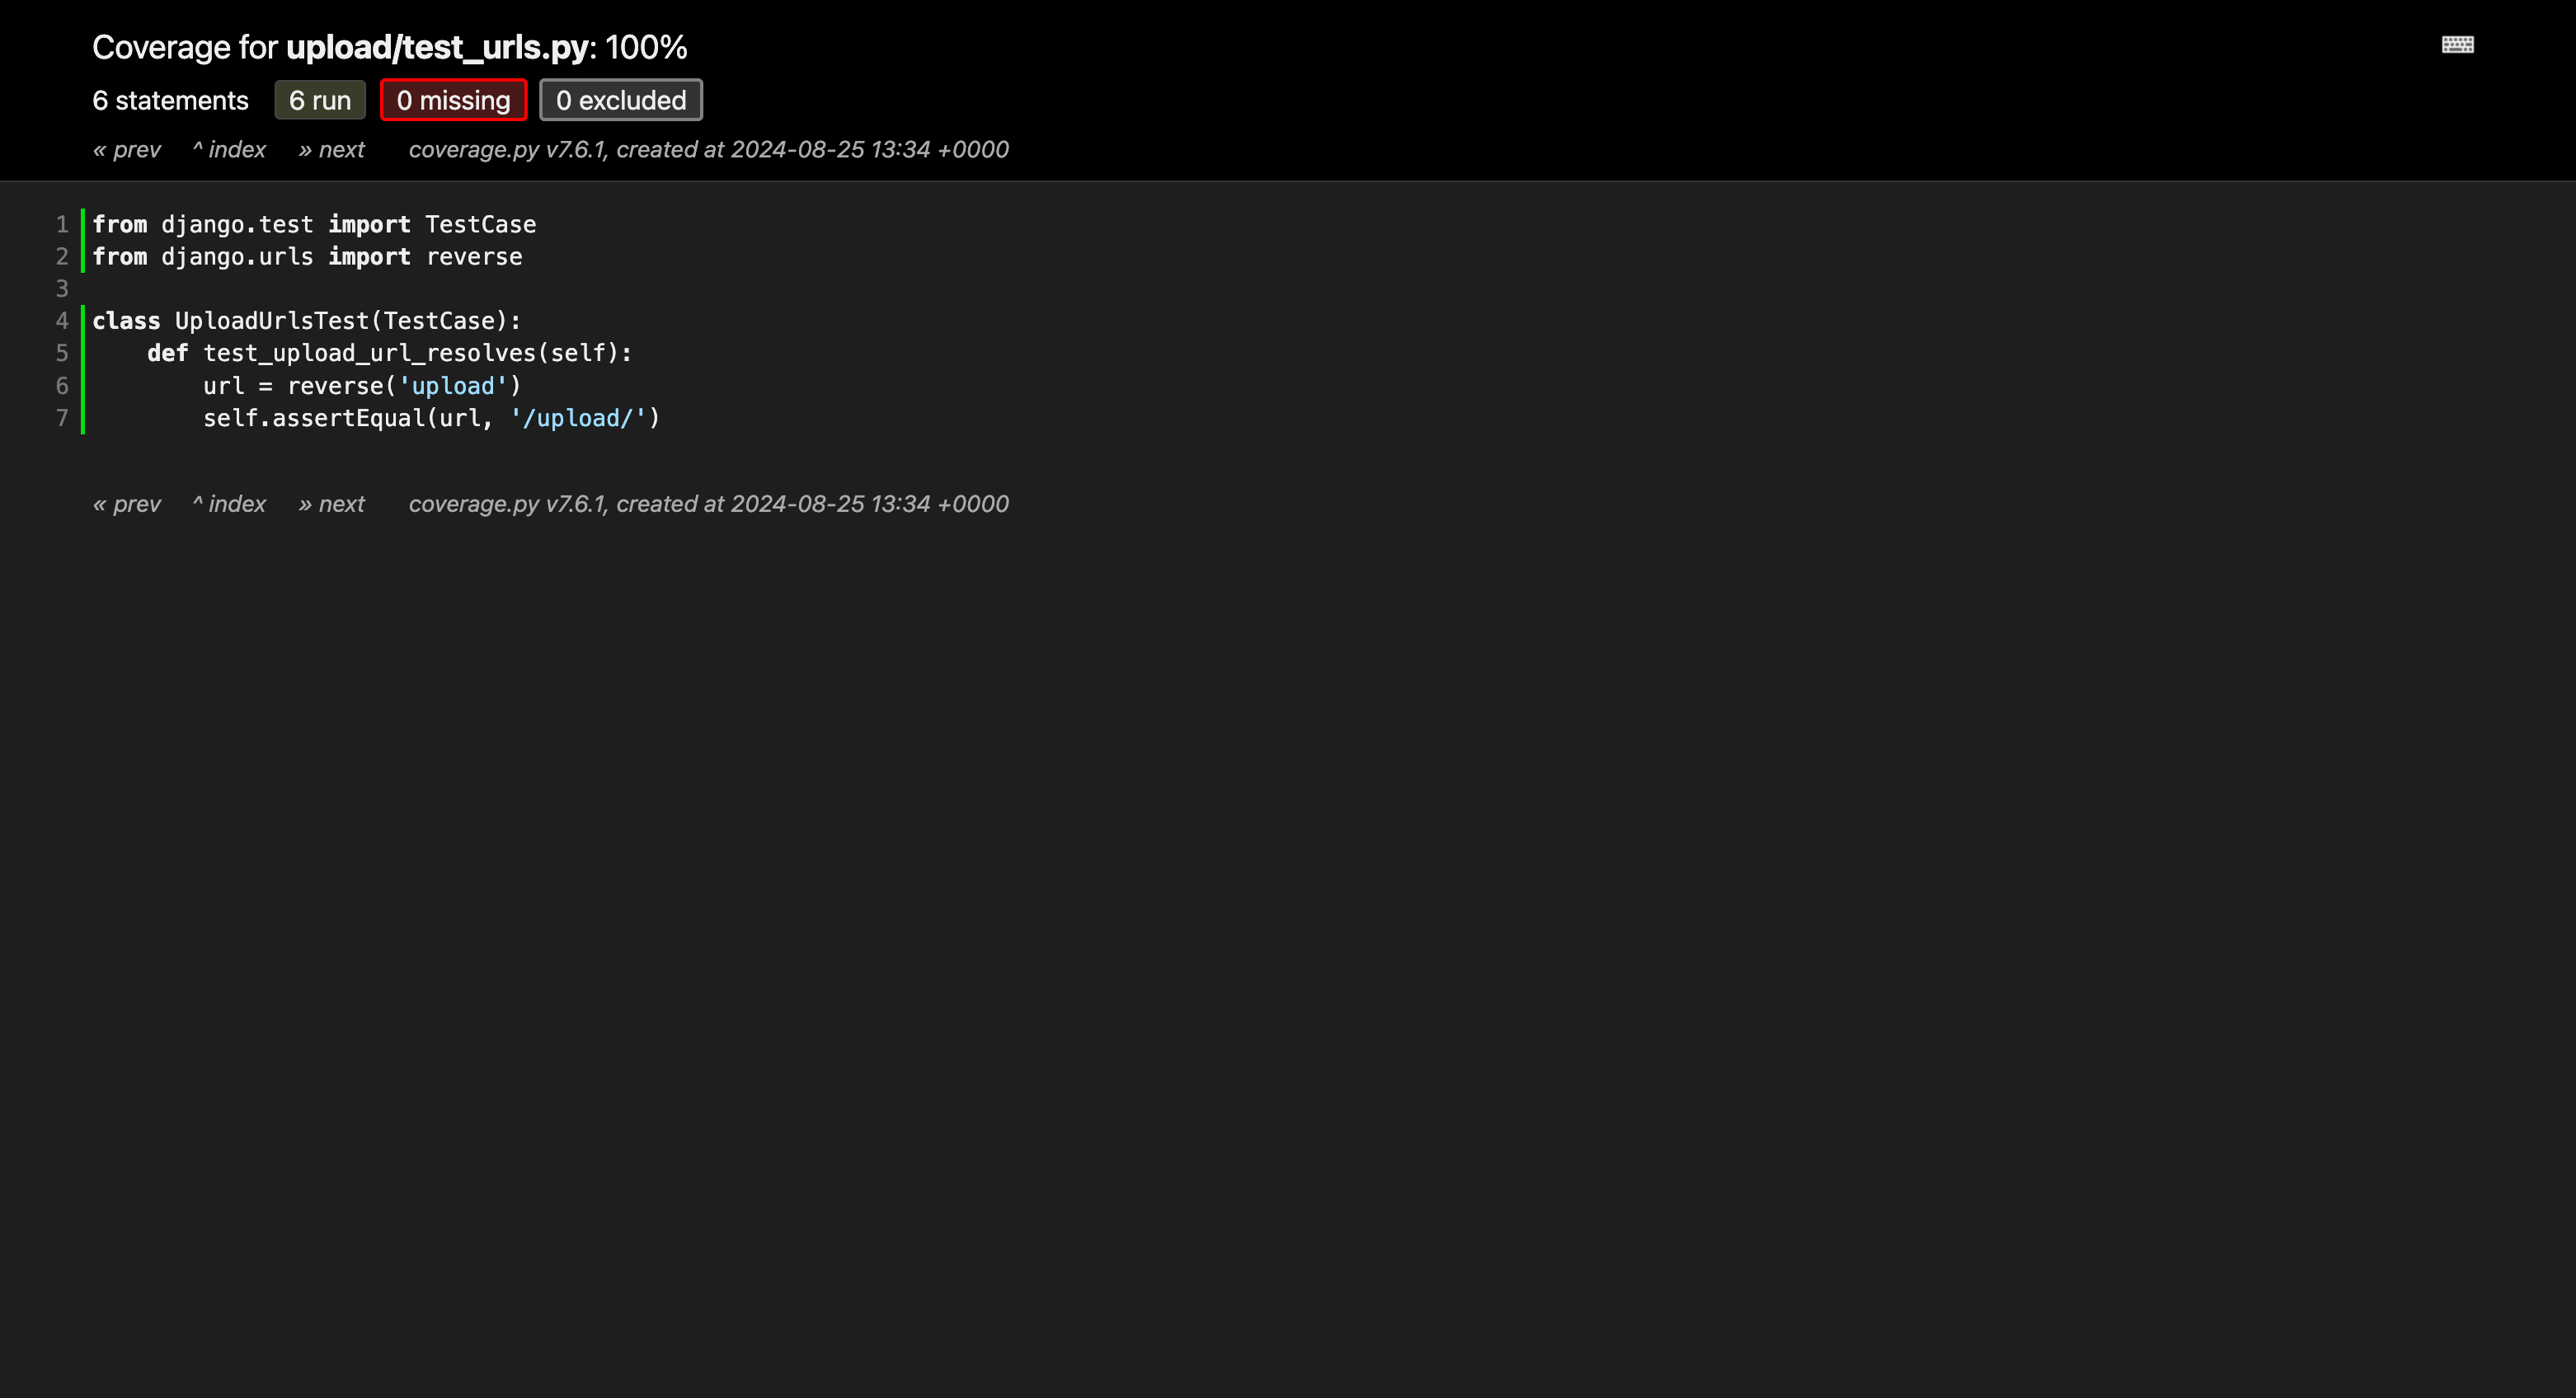 Coverage for upload/test_urls.py: 100%
6 statements 6 run 0 missing 0 excluded
« prev ^ index » next coverage.py v7.6.1, created at 2024-08-25 13:34 +0000
1 from django.test import TestCase
2 from django.urls import reverse
3
4 class UploadUrlsTest(TestCase):
5     def test_upload_url_resolves(self):
6         url = reverse('upload')
7         self.assertEqual(url, '/upload/')
« prev ^ index » next coverage.py v7.6.1, created at 2024-08-25 13:34 +0000